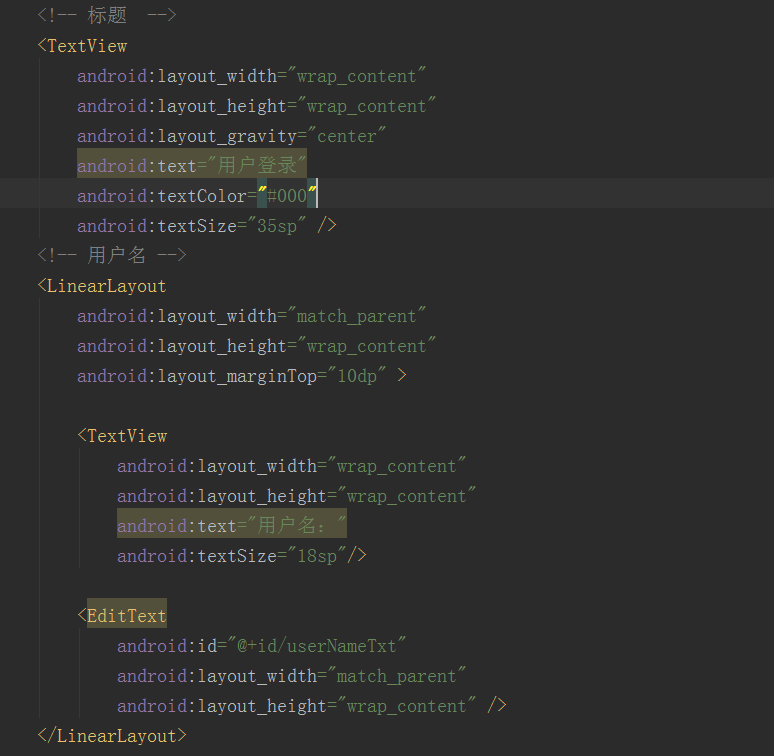 <!-- 标题  -->
<TextView
    android:layout_width="wrap_content"
    android:layout_height="wrap_content"
    android:layout_gravity="center"
    android:text="用户登录"
    android:textColor="#000"
    android:textSize="35sp" />
<!-- 用户名 -->
<LinearLayout
    android:layout_width="match_parent"
    android:layout_height="wrap_content"
    android:layout_marginTop="10dp" >
    <TextView
        android:layout_width="wrap_content"
        android:layout_height="wrap_content"
        android:text="用户名："
        android:textSize="18sp"/>
    <EditText
        android:id="@+id/userNameTxt"
        android:layout_width="match_parent"
        android:layout_height="wrap_content" />
</LinearLayout>